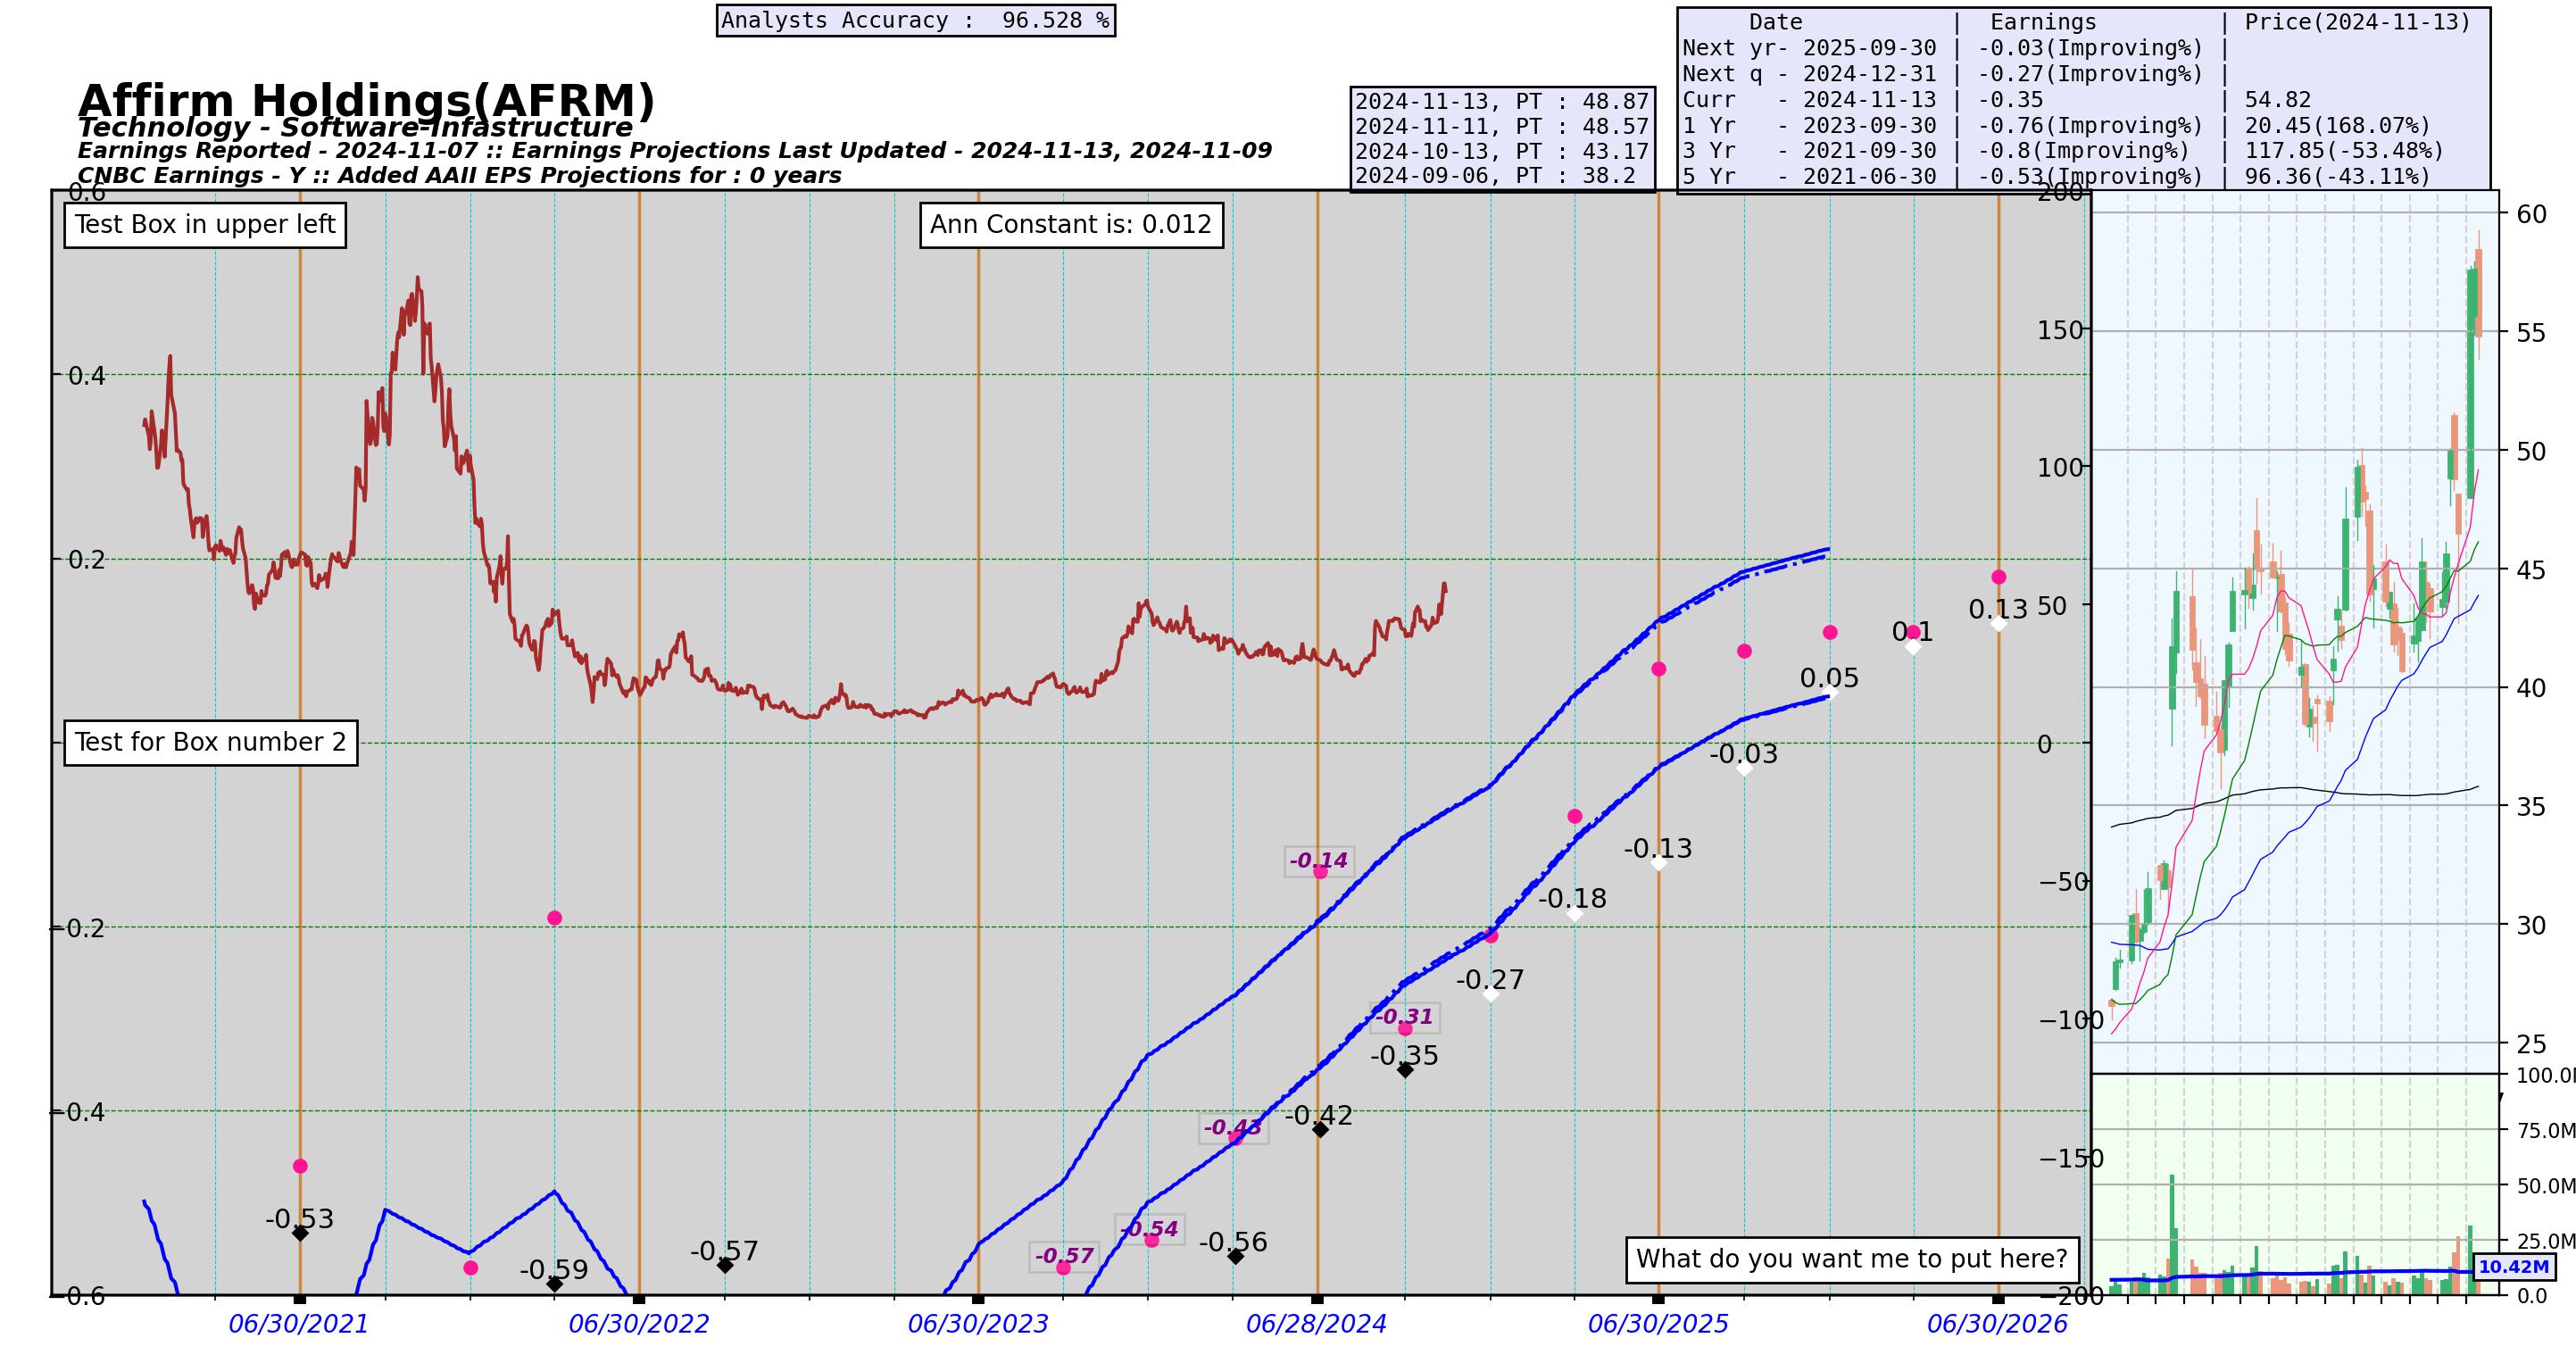 Analysts Accuracy :  96.528 %
     Date           |  Earnings         | Price(2024-11-13)
Next yr- 2025-09-30 | -0.03(Improving%) |
Next q - 2024-12-31 | -0.27(Improving%) |
Curr   - 2024-11-13 | -0.35             | 54.82
1 Yr   - 2023-09-30 | -0.76(Improving%) | 20.45(168.07%)
3 Yr   - 2021-09-30 | -0.8(Improving%)  | 117.85(-53.48%)
5 Yr   - 2021-06-30 | -0.53(Improving%) | 96.36(-43.11%)
Affirm Holdings(AFRM)
Technology - Software-Infastructure
Earnings Reported - 2024-11-07 :: Earnings Projections Last Updated - 2024-11-13, 2024-11-09
CNBC Earnings - Y :: Added AAII EPS Projections for : 0 years
2024-11-13, PT : 48.87
2024-11-11, PT : 48.57
2024-10-13, PT : 43.17
2024-09-06, PT : 38.2
Test Box in upper left
Ann Constant is: 0.012
Test for Box number 2
What do you want me to put here?
0.6
0.4
0.2
−0.2
−0.4
−0.6
-0.53
-0.59
-0.57
-0.57
-0.54
-0.56
-0.43
-0.42
-0.14
-0.31
-0.35
-0.27
-0.18
-0.13
-0.03
0.05
0.1
0.13
200
150
100
50
0
−50
−100
−150
−200
60
55
50
45
40
35
30
25
100.0M
75.0M
50.0M
25.0M
10.42M
0.0
06/30/2021
06/30/2022
06/30/2023
06/28/2024
06/30/2025
06/30/2026